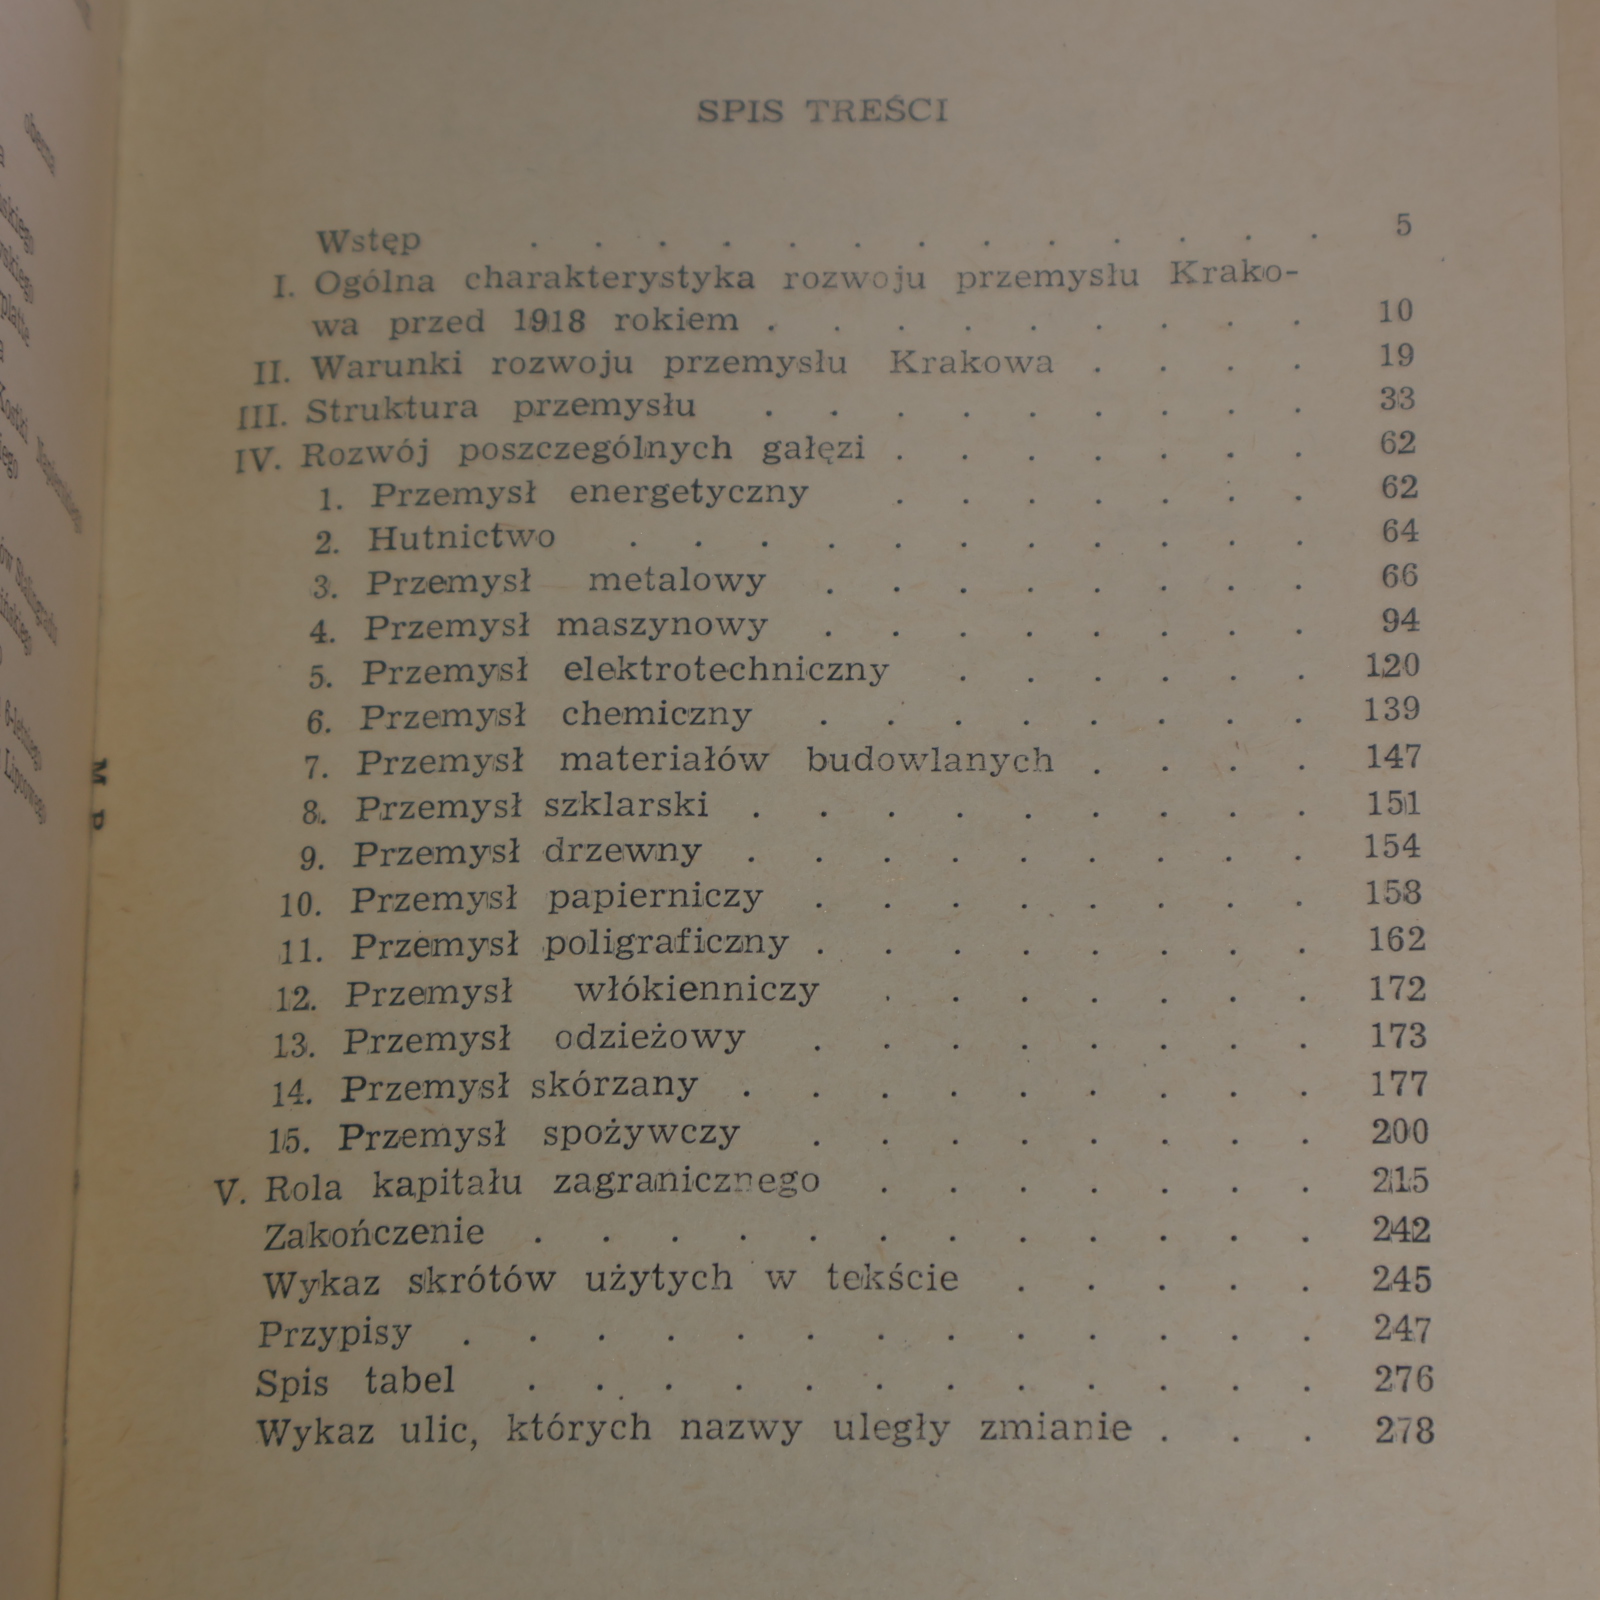 SPIS TREŚCI
Wstęp . . . . . . . . . . . . . 5
I. Ogólna charakterystyka rozwoju przemysłu Krako-
wa przed 1918 rokiem . . . . . . . . . 10
II. Warunki rozwoju przemysłu Krakowa . . . . 19
III. Struktura przemysłu . . . . . . . . . 33
IV. Rozwój poszczególnych gałęzi . . . . . . . 62
1. Przemysł energetyczny . . . . . . . 62
2. Hutnictwo . . . . . . . . . . . 64
3. Przemysł metalowy . . . . . . . . 66
4. Przemysł maszynowy . . . . . . . . 94
5. Przemysł elektrotechniczny . . . . . . 120
6. Przemysł chemiczny . . . . . . . . 139
7. Przemysł materiałów budowlanych . . . . 147
8. Przemysł szklarski . . . . . . . . . 151
9. Przemysł drzewny . . . . . . . . . 154
10. Przemysł papierniczy . . . . . . . . 158
11. Przemysł poligraficzny . . . . . . . . 162
12. Przemysł włókienniczy . . . . . . . 172
13. Przemysł odzieżowy . . . . . . . . 173
14. Przemysł skórzany . . . . . . . . . 177
15. Przemysł spożywczy . . . . . . . . 200
V. Rola kapitału zagranicznego . . . . . . . 215
Zakończenie . . . . . . . . . . . . 242
Wykaz skrótów użytych w tekście . . . . . 245
Przypisy . . . . . . . . . . . . . 247
Spis tabel . . . . . . . . . . . . 276
Wykaz ulic, których nazwy uległy zmianie . . . 278